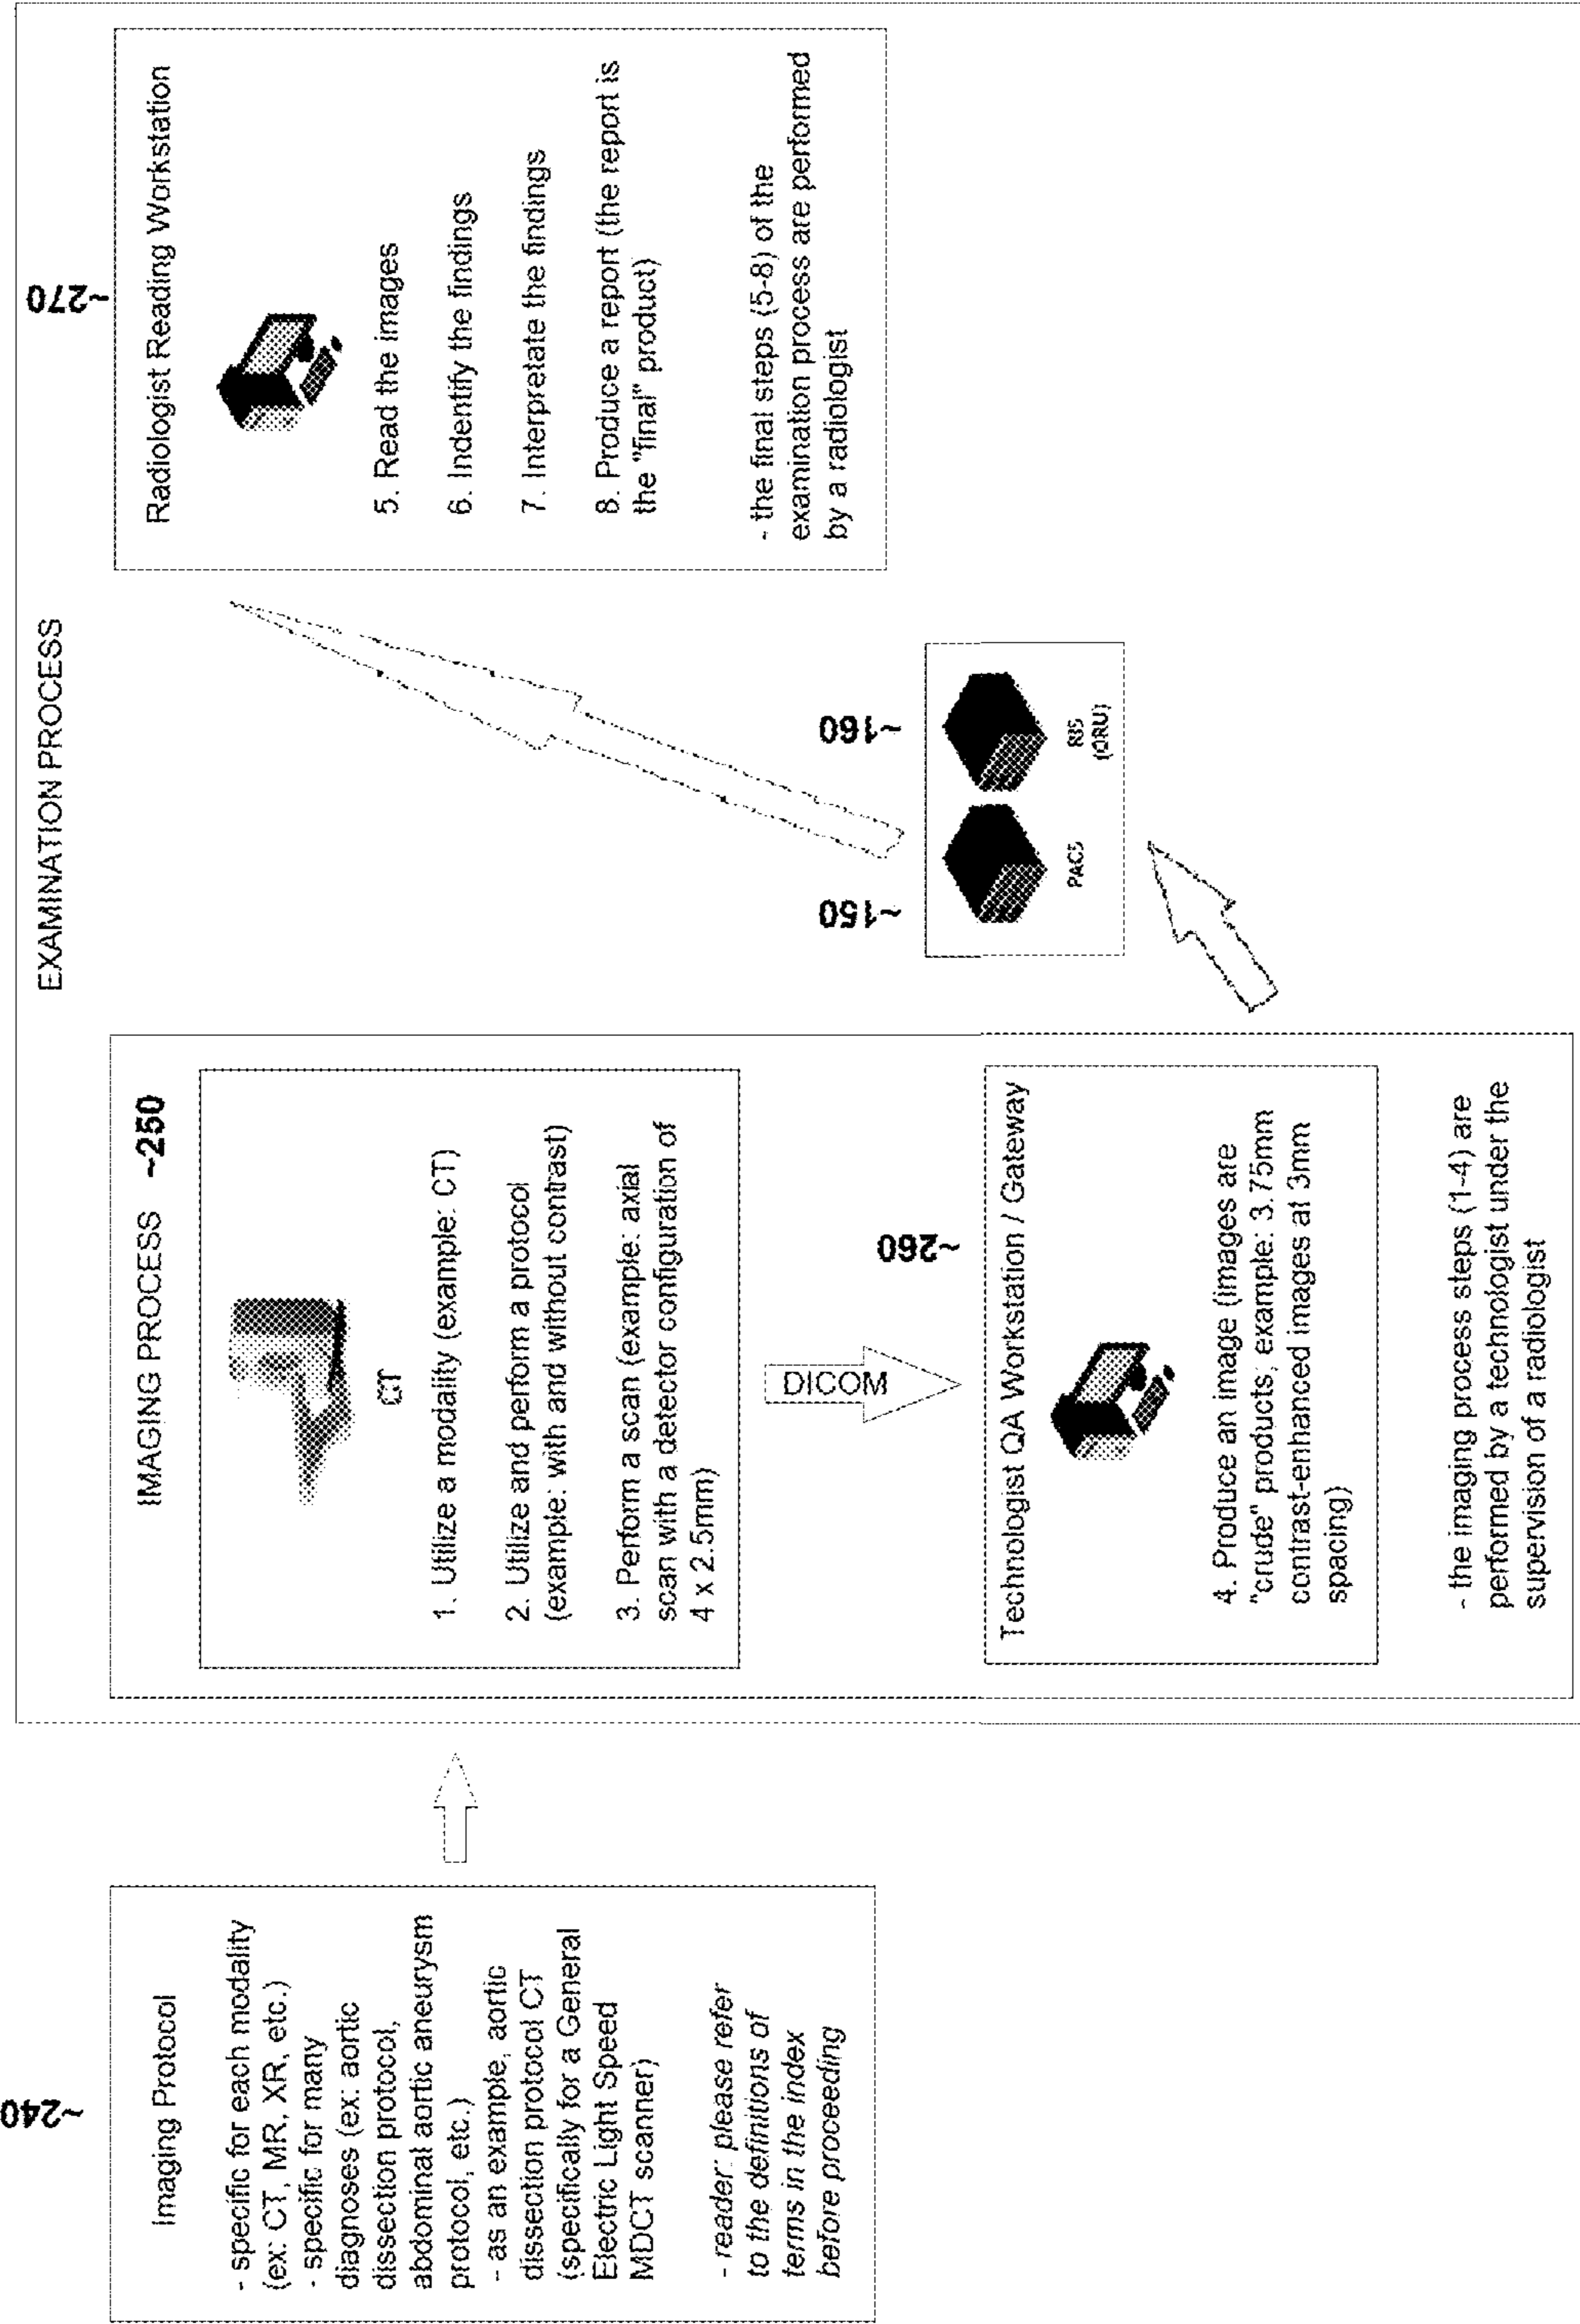 ~240
Imaging Protocol
- specific for each modality
(ex: CT, MR, XR, etc.)
- specific for many
diagnoses (ex: aortic
dissection protocol,
abdominal aortic aneurysm
protocol, etc.)
- as an example, aortic
dissection protocol CT
(specifically for a General
Electric Light Speed
MDCT scanner)
- reader: please refer
to the definitions of
terms in the index
before proceeding
EXAMINATION PROCESS
IMAGING PROCESS ~250
CT
1. Utilize a modality (example: CT)
2. Utilize and perform a protocol
(example: with and without contrast)
3. Perform a scan (example: axial
scan with a detector configuration of
4 x 2.5mm)
DICOM
~260
Technologist QA Workstation / Gateway
4. Produce an image (images are
"crude" products; example: 3.75mm
contrast-enhanced images at 3mm
spacing)
- the imaging process steps (1-4) are
performed by a technologist under the
supervision of a radiologist
~150
~160
PACS
RIS
(QRU)
~270
Radiologist Reading Workstation
5. Read the images
6. Indentify the findings
7. Interpretate the findings
8. Produce a report (the report is
the "final" product)
- the final steps (5-8) of the
examination process are performed
by a radiologist